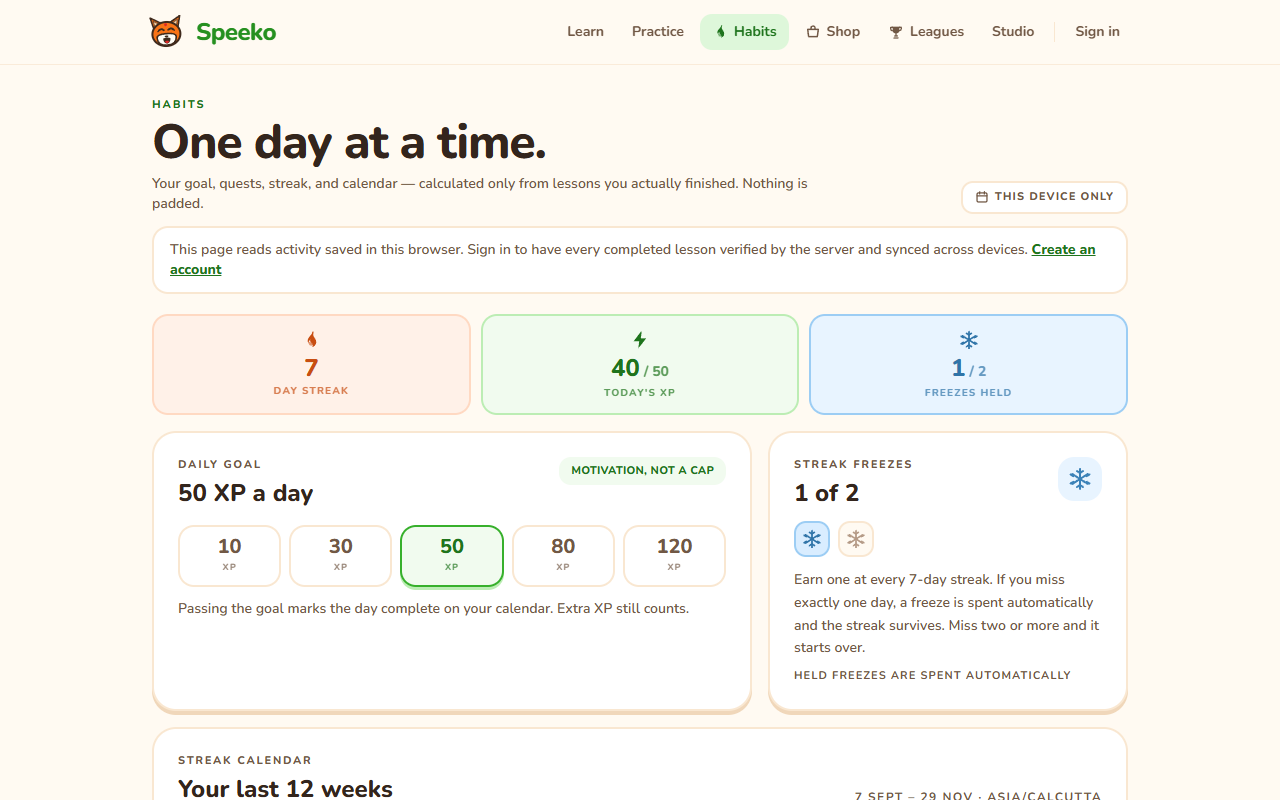 Speeko
Learn Practice Habits Shop Leagues Studio Sign in
HABITS
One day at a time.
Your goal, quests, streak, and calendar — calculated only from lessons you actually finished. Nothing is
padded.
THIS DEVICE ONLY
This page reads activity saved in this browser. Sign in to have every completed lesson verified by the server and synced across devices. Create an
account
7
DAY STREAK
40 / 50
TODAY'S XP
1 / 2
FREEZES HELD
DAILY GOAL
MOTIVATION, NOT A CAP
50 XP a day
10 30 50 80 120
XP XP XP XP XP
Passing the goal marks the day complete on your calendar. Extra XP still counts.
STREAK FREEZES
1 of 2
Earn one at every 7-day streak. If you miss
exactly one day, a freeze is spent automatically
and the streak survives. Miss two or more and it
starts over.
HELD FREEZES ARE SPENT AUTOMATICALLY
STREAK CALENDAR
Your last 12 weeks
7 SEPT – 29 NOV · ASIA/CALCUTTA